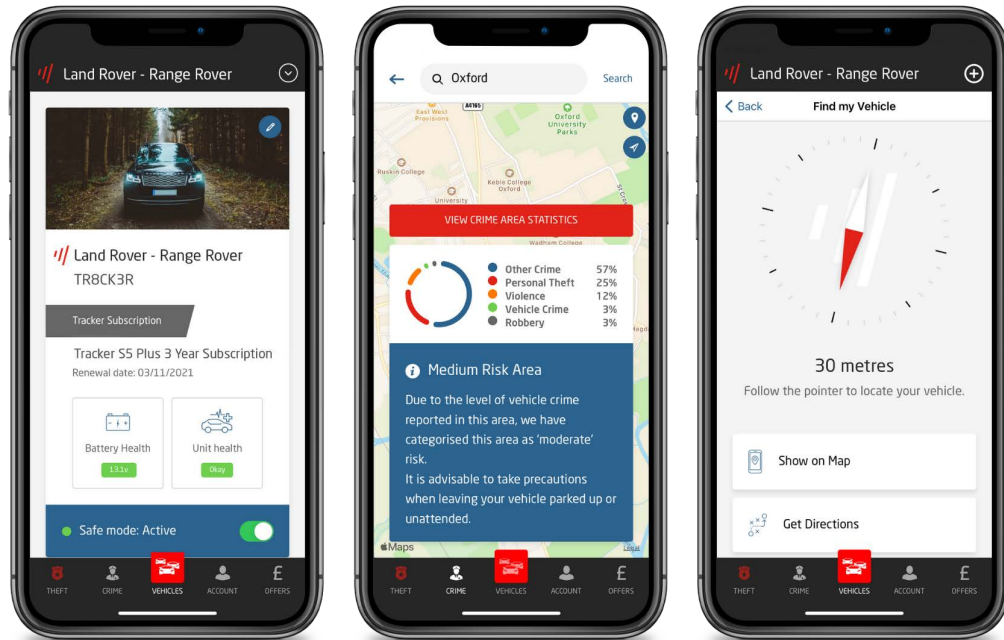 Land Rover - Range Rover
Land Rover - Range Rover
TR8CK3R
Tracker Subscription
Tracker S5 Plus 3 Year Subscription
Renewal date: 03/11/2021
Battery Health
13.1v
Unit health
Okay
Safe mode: Active
THEFT
CRIME
VEHICLES
ACCOUNT
£
OFFERS
Oxford
Search
East West
Provisions
A4165
Oxford
University
Parks
Ruskin College
Keble College
Oxford
University
VIEW CRIME AREA STATISTICS
Wadham College
Other Crime 57%
Personal Theft 25%
Violence 12%
Vehicle Crime 3%
Robbery 3%
Medium Risk Area
Due to the level of vehicle crime
reported in this area, we have
categorised this area as 'moderate'
risk.
It is advisable to take precautions
when leaving your vehicle parked up or
unattended.
Maps
Legal
THEFT
CRIME
VEHICLES
ACCOUNT
£
OFFERS
Land Rover - Range Rover
Back
Find my Vehicle
30 metres
Follow the pointer to locate your vehicle.
Show on Map
Get Directions
THEFT
CRIME
VEHICLES
ACCOUNT
£
OFFERS